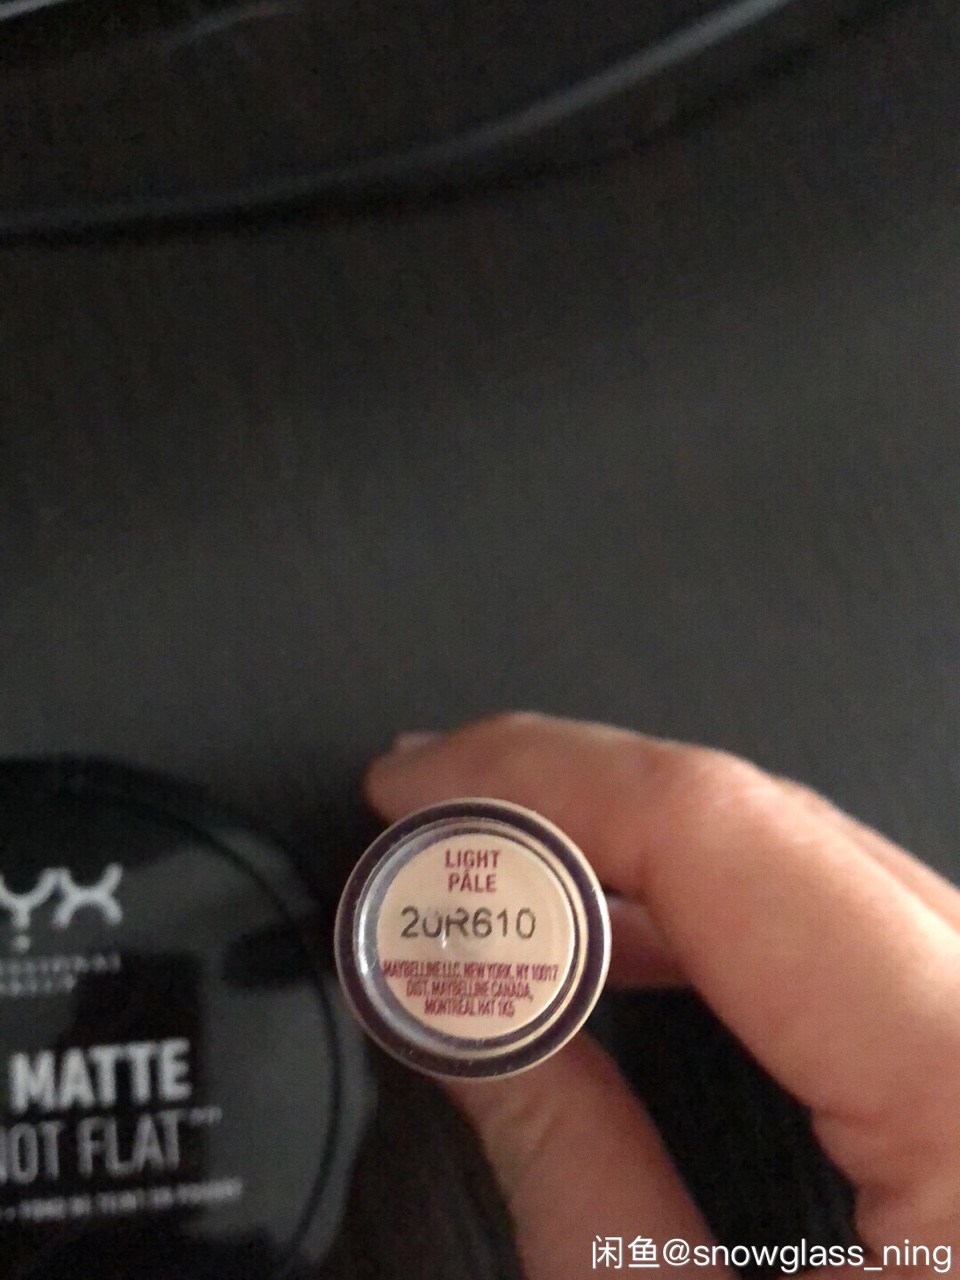 LIGHT
PÂLE
20R610
MAYBELLINE LLC, NEW YORK, NY 10017
DIST. MAYBELLINE CANADA,
MONTREAL H4T 1K5
NYX
MATTE
NOT FLAT
闲鱼@snowglass_ning